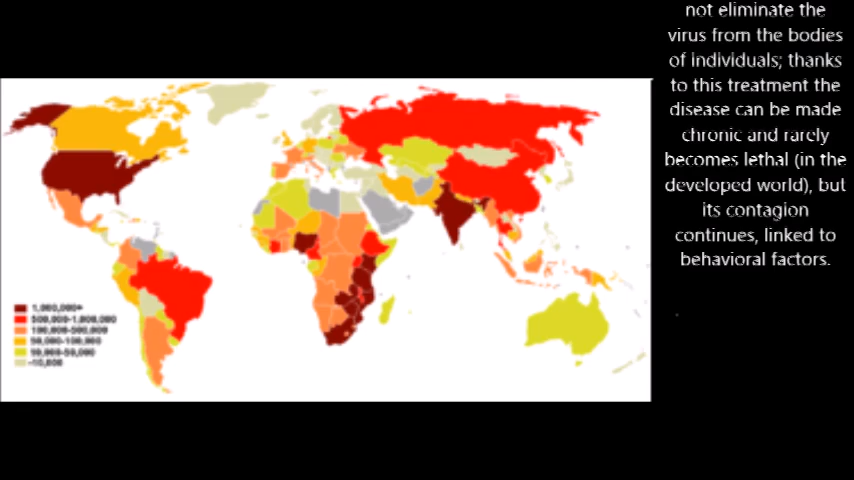 not eliminate the
virus from the bodies
of individuals; thanks
to this treatment the
disease can be made
chronic and rarely
becomes lethal (in the
developed world), but
its contagion
continues, linked to
behavioral factors.
1,000,000+
500,000-1,000,000
100,000-500,000
50,000-100,000
10,000-50,000
-10,000